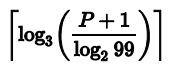 ⌈log₃((P + 1)/(log₂ 99))⌉